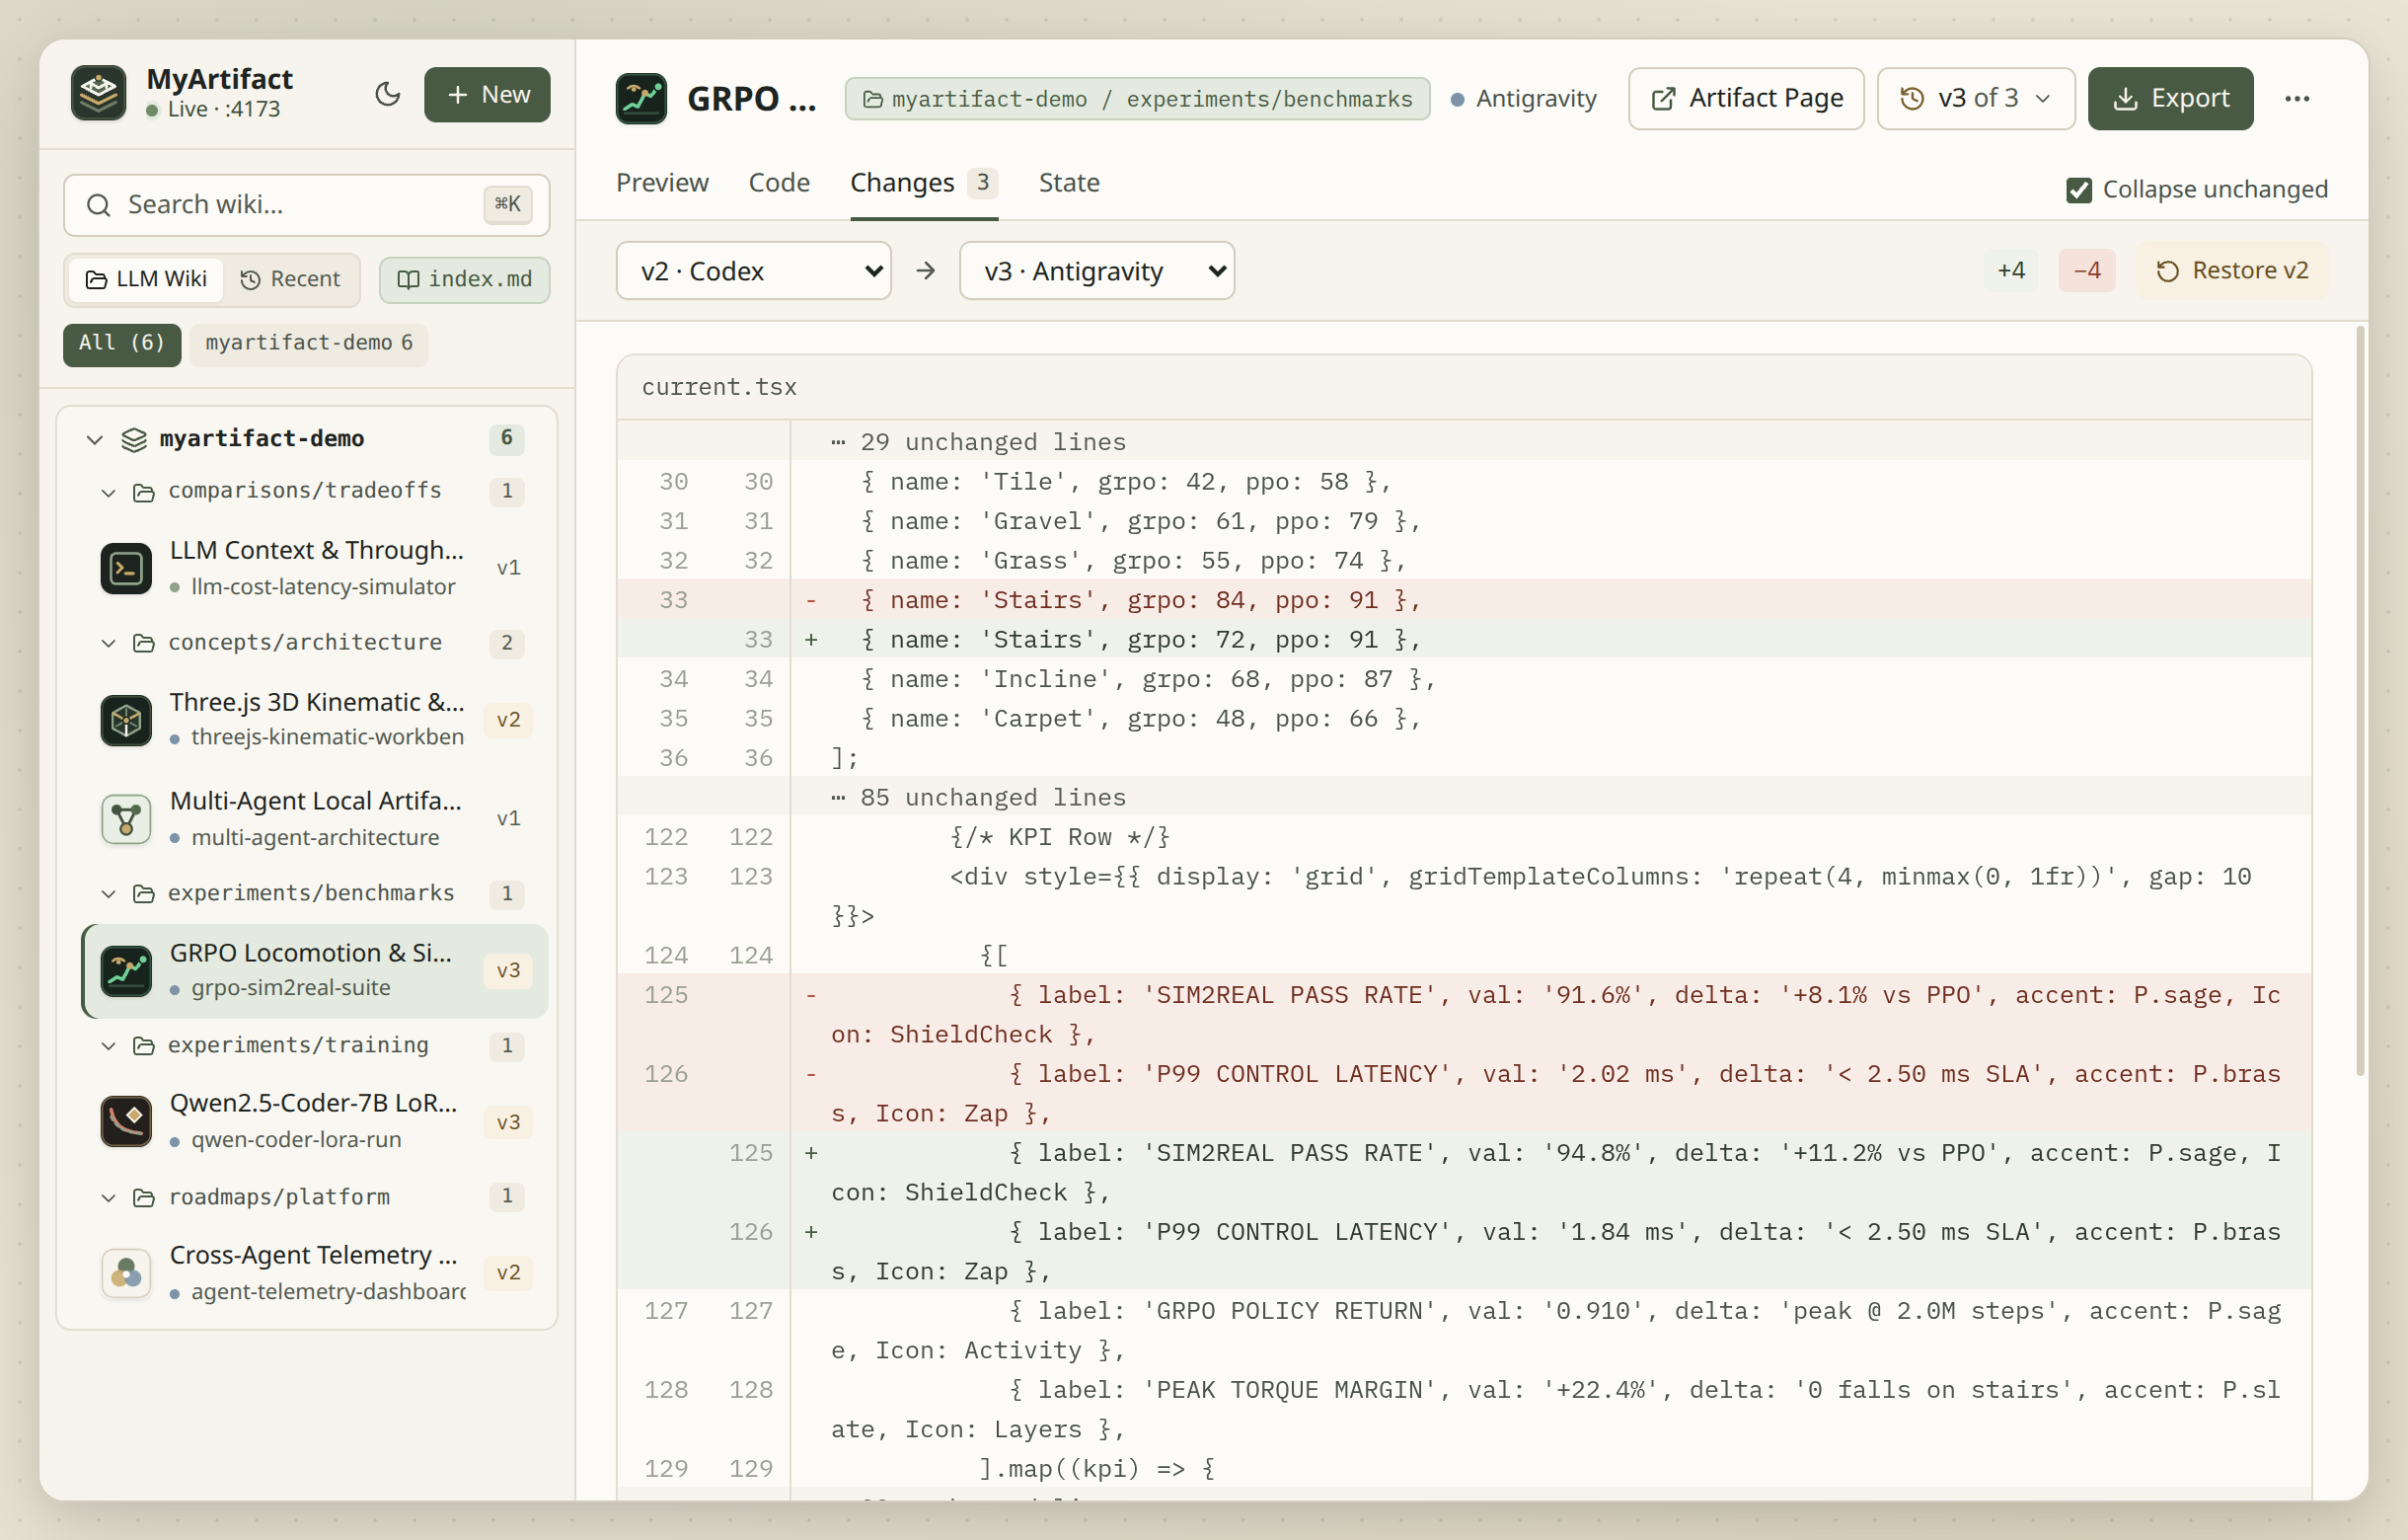 MyArtifact
Live · :4173
New
Search wiki...
⌘K
LLM Wiki
Recent
index.md
All (6)
myartifact-demo 6
myartifact-demo 6
comparisons/tradeoffs 1
LLM Context & Through... v1
llm-cost-latency-simulator
concepts/architecture 2
Three.js 3D Kinematic &... v2
threejs-kinematic-workben
Multi-Agent Local Artifa... v1
multi-agent-architecture
experiments/benchmarks 1
GRPO Locomotion & Si... v3
grpo-sim2real-suite
experiments/training 1
Qwen2.5-Coder-7B LoR... v3
qwen-coder-lora-run
roadmaps/platform 1
Cross-Agent Telemetry ... v2
agent-telemetry-dashboard
GRPO ...
myartifact-demo / experiments/benchmarks
Antigravity
Artifact Page
v3 of 3
Export
Preview Code Changes 3 State
Collapse unchanged
v2 · Codex → v3 · Antigravity
+4 −4 Restore v2
current.tsx
⋯ 29 unchanged lines
30 30 { name: 'Tile', grpo: 42, ppo: 58 },
31 31 { name: 'Gravel', grpo: 61, ppo: 79 },
32 32 { name: 'Grass', grpo: 55, ppo: 74 },
33 - { name: 'Stairs', grpo: 84, ppo: 91 },
33 + { name: 'Stairs', grpo: 72, ppo: 91 },
34 34 { name: 'Incline', grpo: 68, ppo: 87 },
35 35 { name: 'Carpet', grpo: 48, ppo: 66 },
36 36 ];
⋯ 85 unchanged lines
122 122 {/* KPI Row */}
123 123 <div style={{ display: 'grid', gridTemplateColumns: 'repeat(4, minmax(0, 1fr))', gap: 10
}}>
124 124 {[
125 - { label: 'SIM2REAL PASS RATE', val: '91.6%', delta: '+8.1% vs PPO', accent: P.sage, Ic
on: ShieldCheck },
126 - { label: 'P99 CONTROL LATENCY', val: '2.02 ms', delta: '< 2.50 ms SLA', accent: P.bras
s, Icon: Zap },
125 + { label: 'SIM2REAL PASS RATE', val: '94.8%', delta: '+11.2% vs PPO', accent: P.sage, I
con: ShieldCheck },
126 + { label: 'P99 CONTROL LATENCY', val: '1.84 ms', delta: '< 2.50 ms SLA', accent: P.bras
s, Icon: Zap },
127 127 { label: 'GRPO POLICY RETURN', val: '0.910', delta: 'peak @ 2.0M steps', accent: P.sag
e, Icon: Activity },
128 128 { label: 'PEAK TORQUE MARGIN', val: '+22.4%', delta: '0 falls on stairs', accent: P.sl
ate, Icon: Layers },
129 129 ].map((kpi) => {